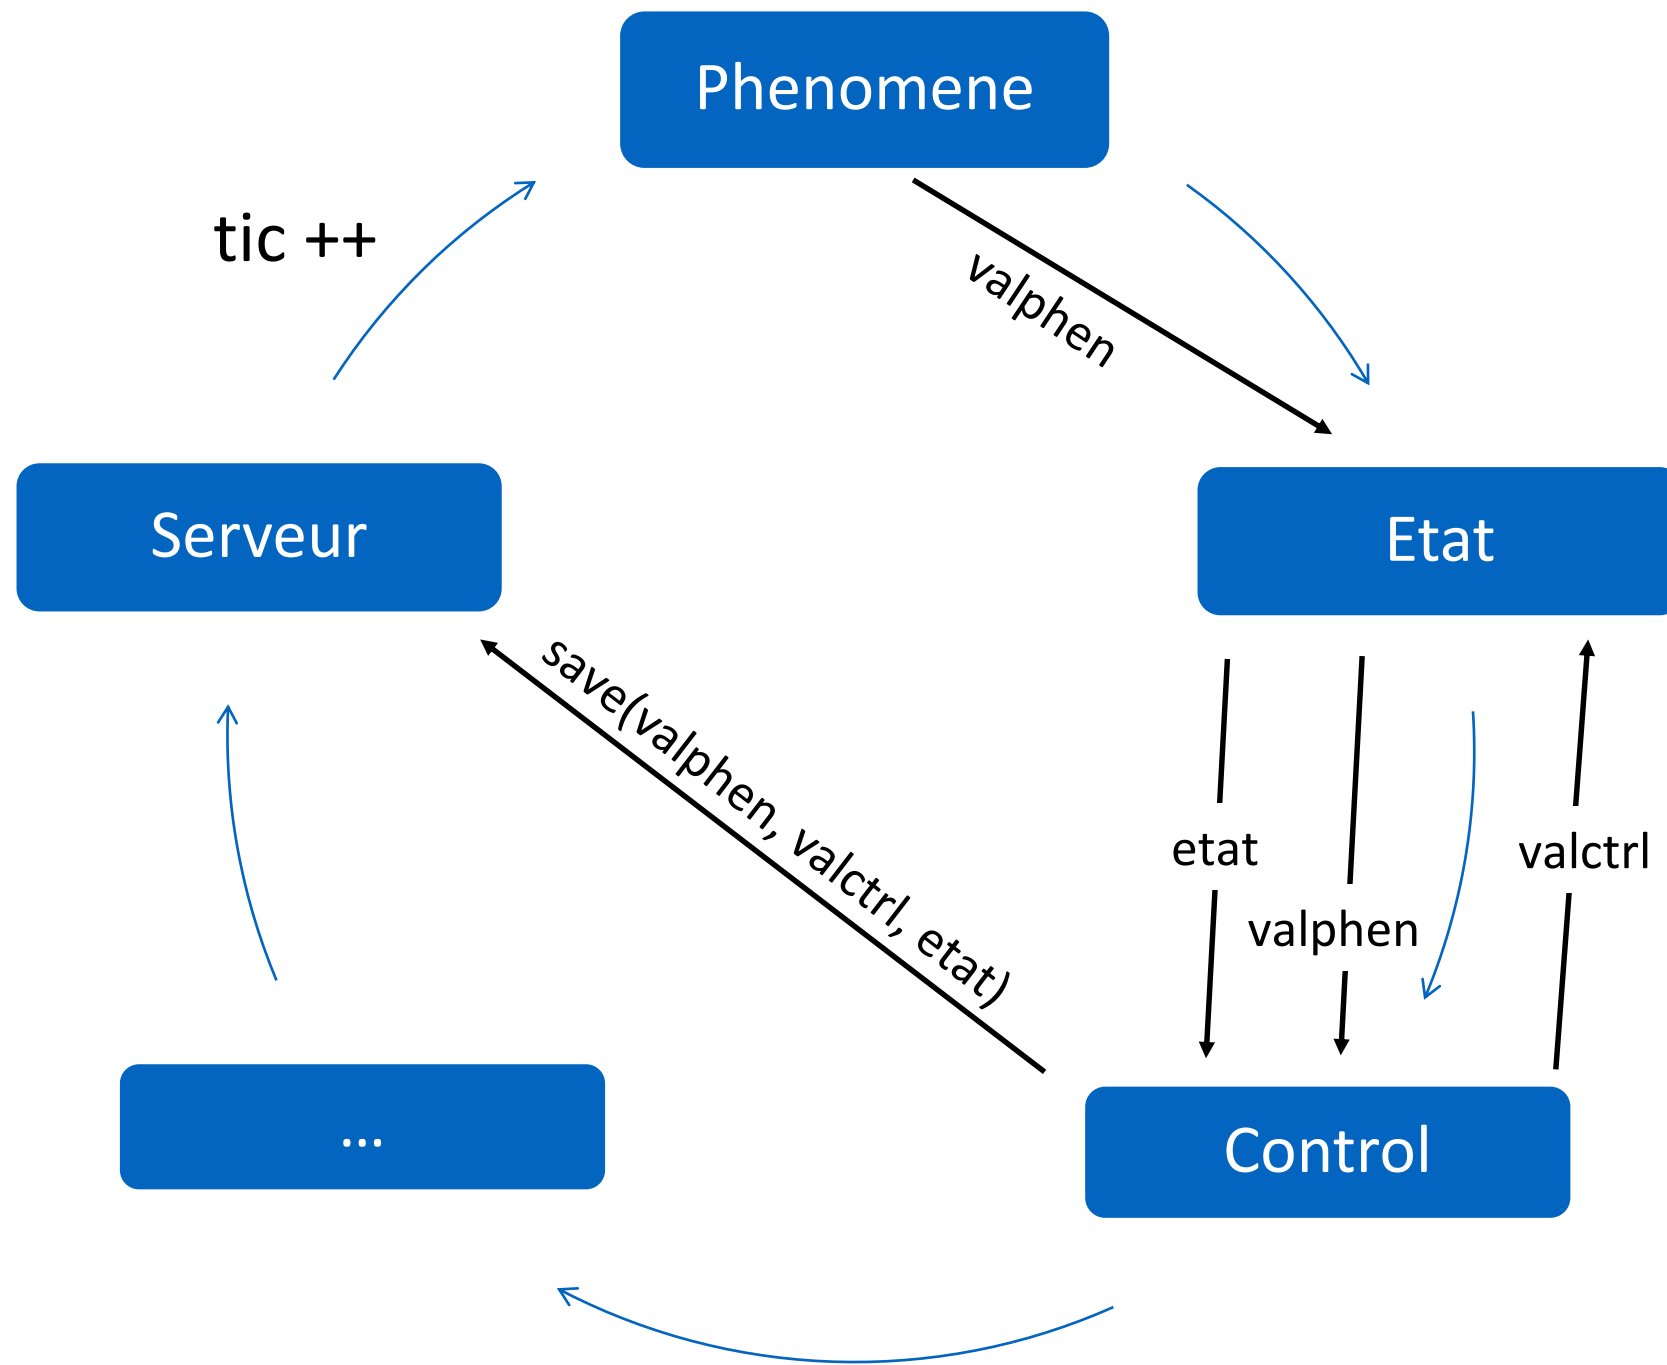 Phenomene
tic ++
valphen
Serveur
Etat
save(valphen, valctrl, etat)
etat
valphen
valctrl
...
Control